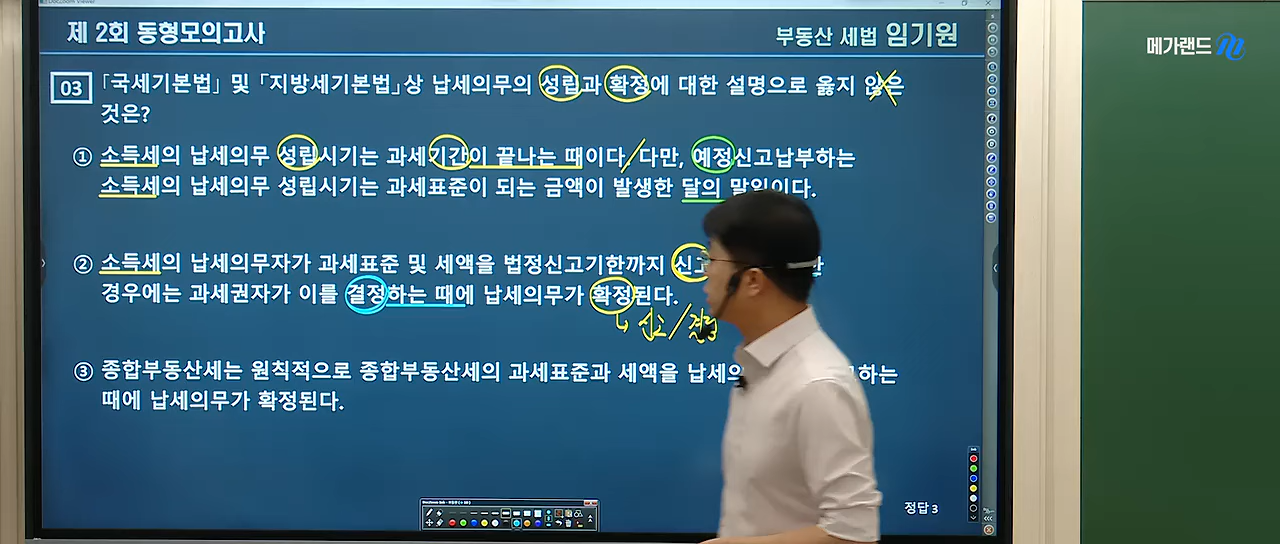 제 2회 동형모의고사
부동산 세법 임기원
메가랜드
03 「국세기본법」 및 「지방세기본법」상 납세의무의 성립과 확정에 대한 설명으로 옳지 않은
것은?
① 소득세의 납세의무 성립시기는 과세기간이 끝나는 때이다. 다만, 예정신고납부하는
소득세의 납세의무 성립시기는 과세표준이 되는 금액이 발생한 달의 말일이다.
② 소득세의 납세의무자가 과세표준 및 세액을 법정신고기한까지
경우에는 과세권자가 이를 결정하는 때에 납세의무가 확정된다.
신고/결정
③ 종합부동산세는 원칙적으로 종합부동산세의 과세표준과 세액을 하는
때에 납세의무가 확정된다.
정답 3